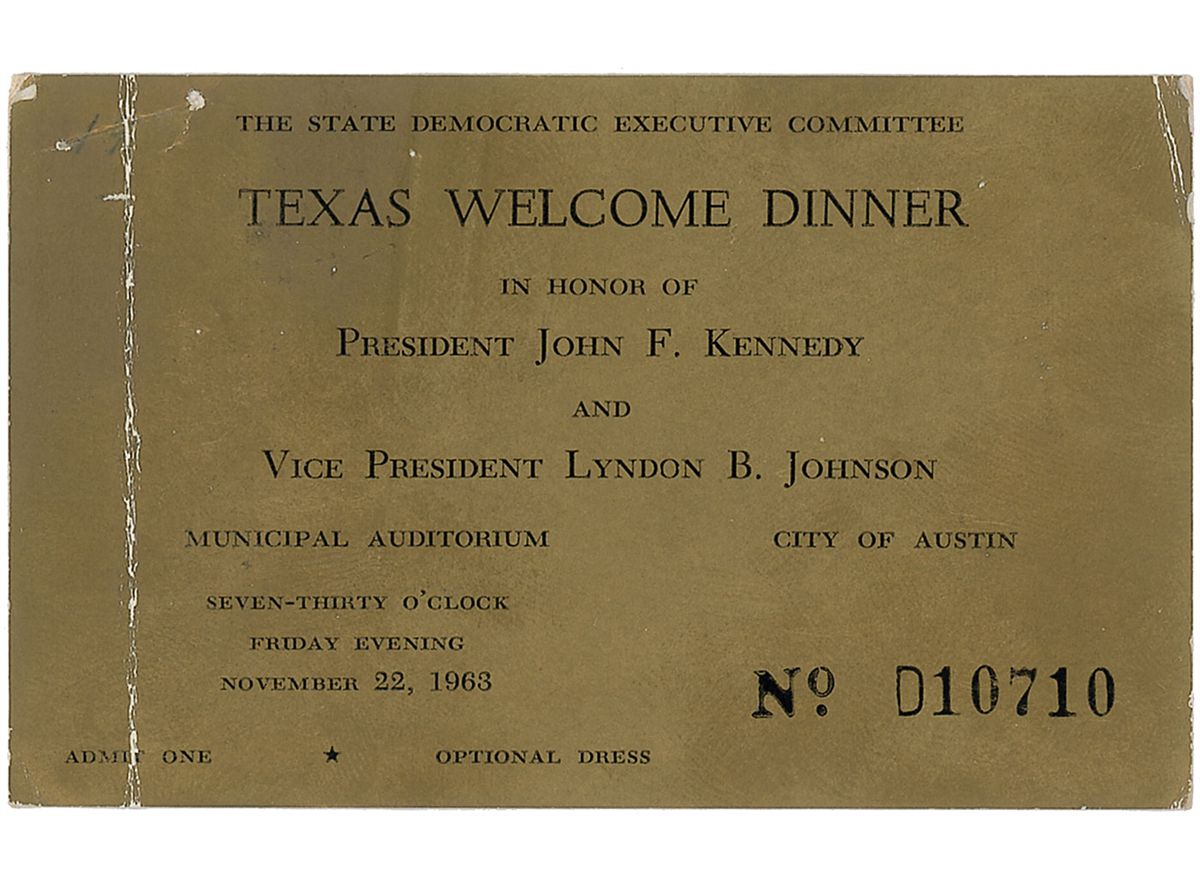 THE STATE DEMOCRATIC EXECUTIVE COMMITTEE
TEXAS WELCOME DINNER
IN HONOR OF
PRESIDENT JOHN F. KENNEDY
AND
VICE PRESIDENT LYNDON B. JOHNSON
MUNICIPAL AUDITORIUM CITY OF AUSTIN
SEVEN-THIRTY O'CLOCK
FRIDAY EVENING
NOVEMBER 22, 1963
Nº. D10710
ADMIT ONE ★ OPTIONAL DRESS